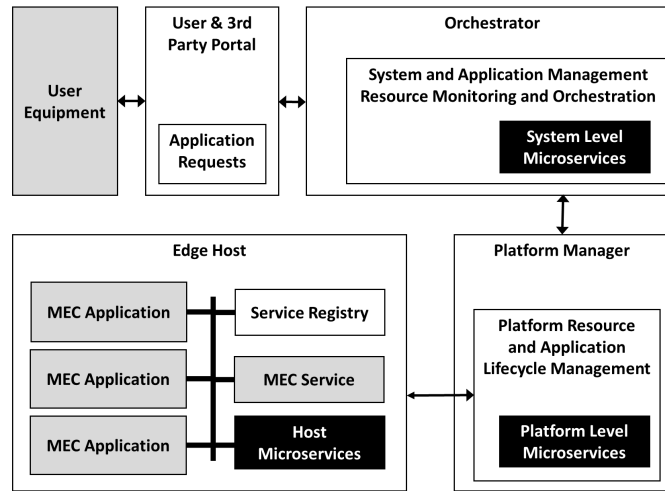 User
Equipment
User & 3rd
Party Portal
Application
Requests
Orchestrator
System and Application Management
Resource Monitoring and Orchestration
System Level
Microservices
Edge Host
MEC Application
Service Registry
MEC Application
MEC Service
MEC Application
Host
Microservices
Platform Manager
Platform Resource
and Application
Lifecycle Management
Platform Level
Microservices